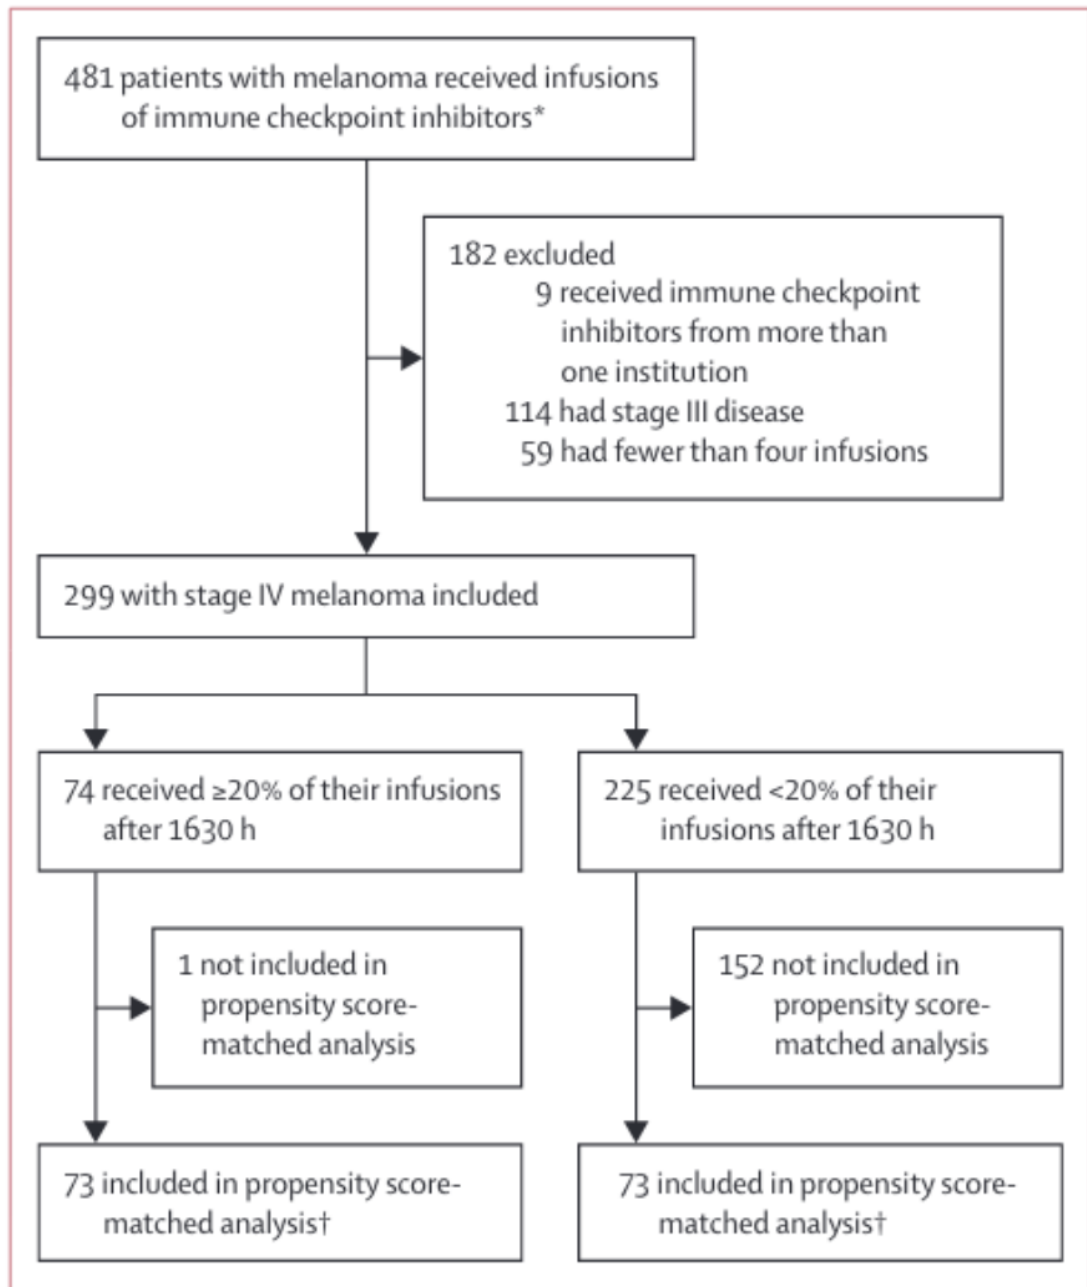 481 patients with melanoma received infusions
of immune checkpoint inhibitors*
182 excluded
9 received immune checkpoint
inhibitors from more than
one institution
114 had stage III disease
59 had fewer than four infusions
299 with stage IV melanoma included
74 received ≥20% of their infusions
after 1630 h
225 received <20% of their
infusions after 1630 h
1 not included in
propensity score-
matched analysis
152 not included in
propensity score-
matched analysis
73 included in propensity score-
matched analysis†
73 included in propensity score-
matched analysis†